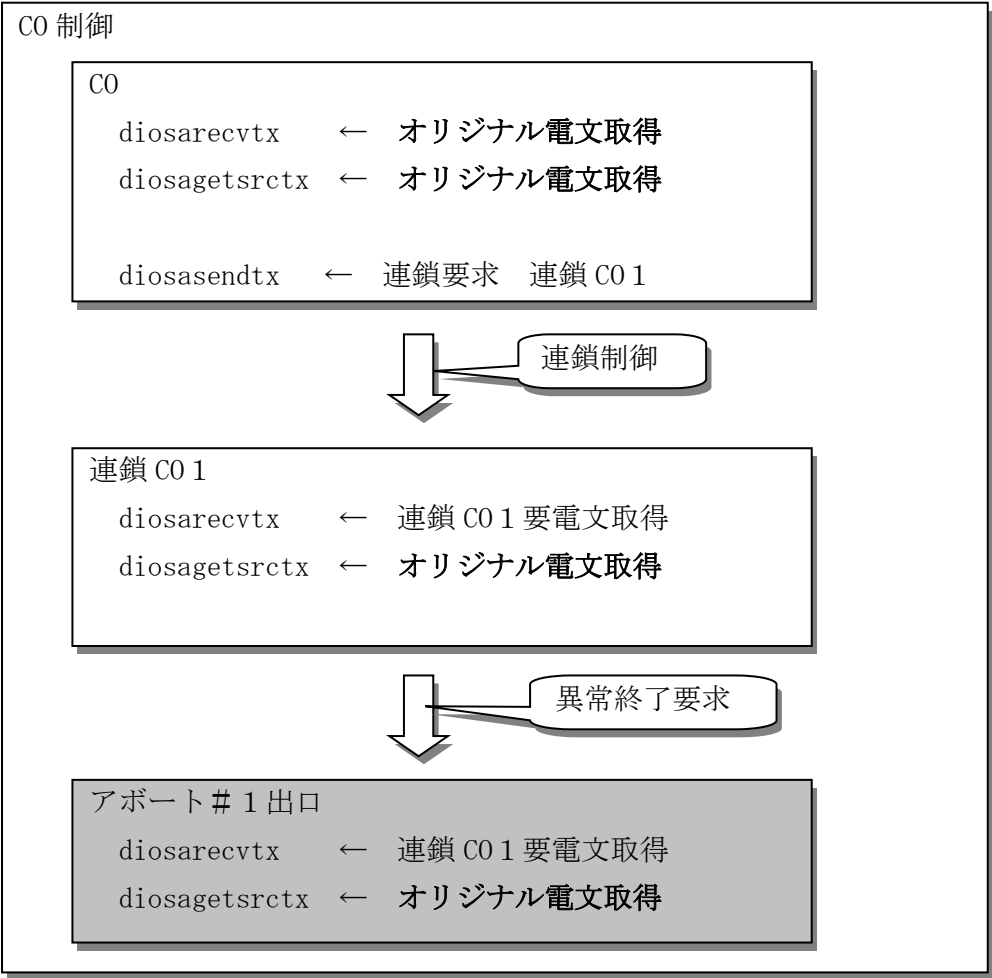 CO 制御
CO
diosarecvtx ← オリジナル電文取得
diosagetsrctx ← オリジナル電文取得
diosasendtx ← 連鎖要求 連鎖 CO１
連鎖制御
連鎖 CO１
diosarecvtx ← 連鎖 CO１要電文取得
diosagetsrctx ← オリジナル電文取得
異常終了要求
アボート＃１出口
diosarecvtx ← 連鎖 CO１要電文取得
diosagetsrctx ← オリジナル電文取得